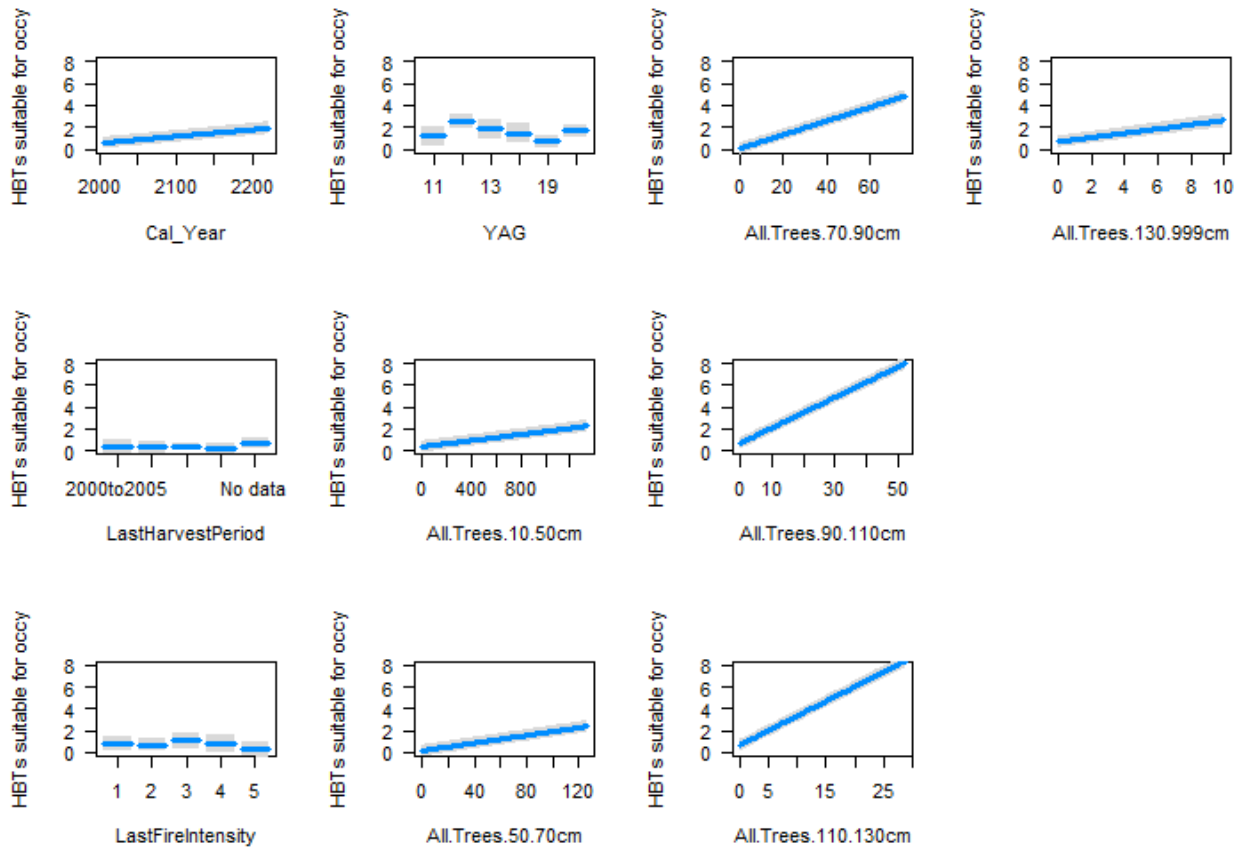 HBTs suitable for occy
8
6
4
2
0
2000 2100 2200
Cal_Year
HBTs suitable for occy
8
6
4
2
0
11 13 19
YAG
HBTs suitable for occy
8
6
4
2
0
0 20 40 60
All.Trees.70.90cm
HBTs suitable for occy
8
6
4
2
0
0 2 4 6 8 10
All.Trees.130.999cm
HBTs suitable for occy
8
6
4
2
0
2000to2005 No data
LastHarvestPeriod
HBTs suitable for occy
8
6
4
2
0
0 400 800
All.Trees.10.50cm
HBTs suitable for occy
8
6
4
2
0
0 10 30 50
All.Trees.90.110cm
HBTs suitable for occy
8
6
4
2
0
1 2 3 4 5
LastFireIntensity
HBTs suitable for occy
8
6
4
2
0
0 40 80 120
All.Trees.50.70cm
HBTs suitable for occy
8
6
4
2
0
0 5 15 25
All.Trees.110.130cm